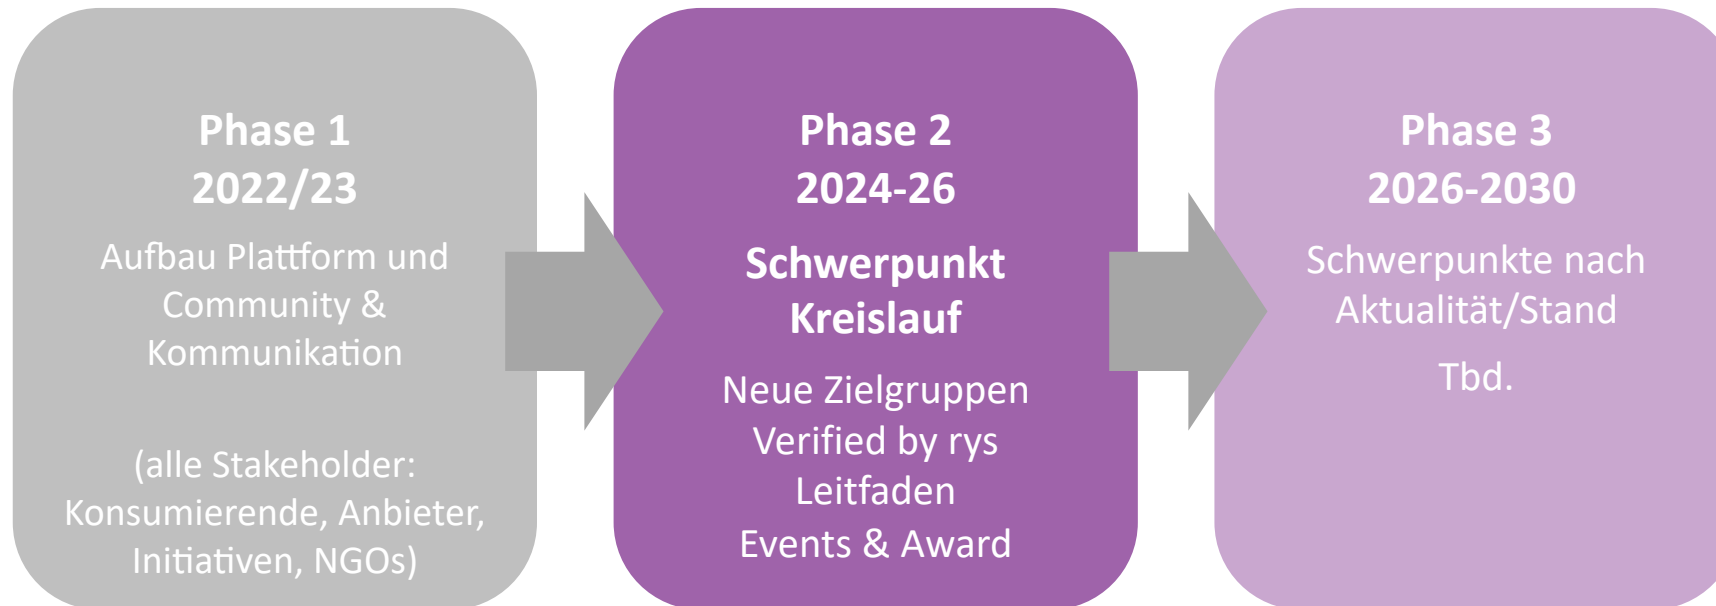 Phase 1
2022/23
Aufbau Plattform und
Community &
Kommunikation
(alle Stakeholder:
Konsumierende, Anbieter,
Initiativen, NGOs)
Phase 2
2024-26
Schwerpunkt
Kreislauf
Neue Zielgruppen
Verified by rys
Leitfaden
Events & Award
Phase 3
2026-2030
Schwerpunkte nach
Aktualität/Stand
Tbd.